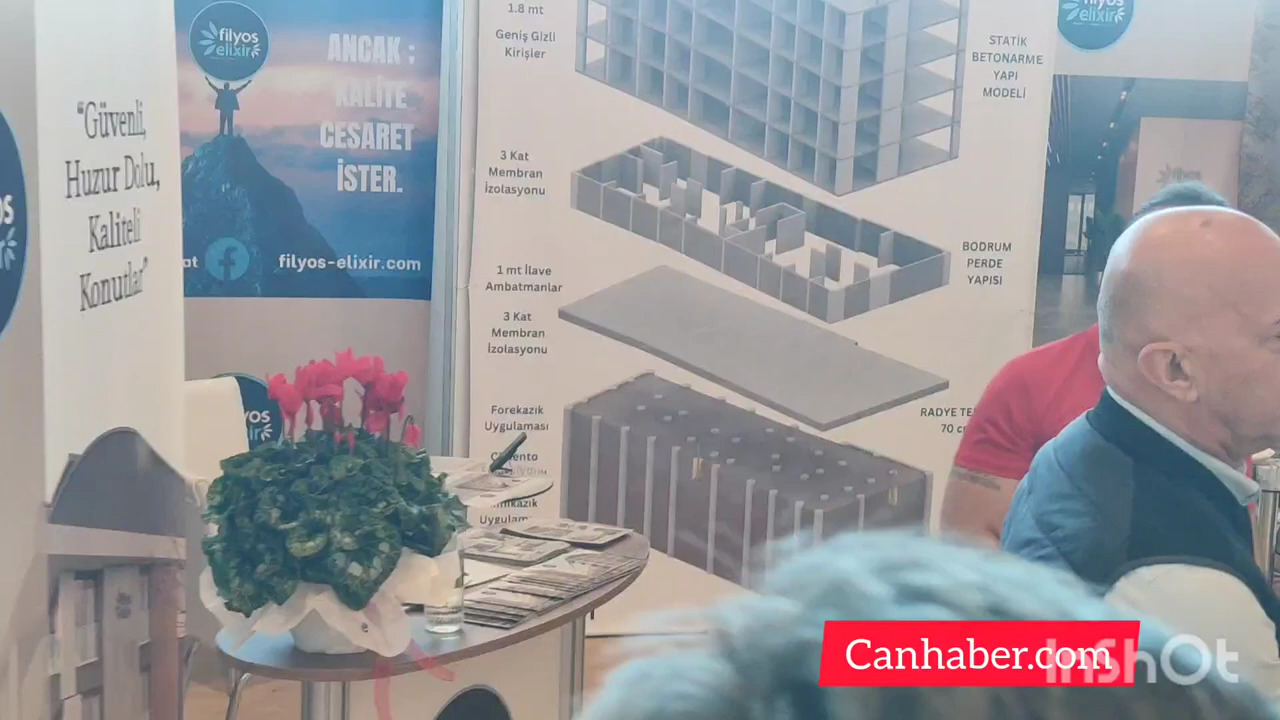 filyos
elixir
ANCAK ;
KALİTE
CESARET
İSTER.
filyos-elixir.com
"Güvenli,
Huzur Dolu,
Kaliteli
Konutlar"
1.8 mt
Geniş Gizli
Kirişler
3 Kat
Membran
İzolasyonu
1 mt İlave
Ambatmanlar
3 Kat
Membran
İzolasyonu
Forekazık
Uygulaması
STATİK
BETONARME
YAPI
MODELİ
BODRUM
PERDE
YAPISI
RADYE
70
filyos
elixir
Canhaber.com
InShOt